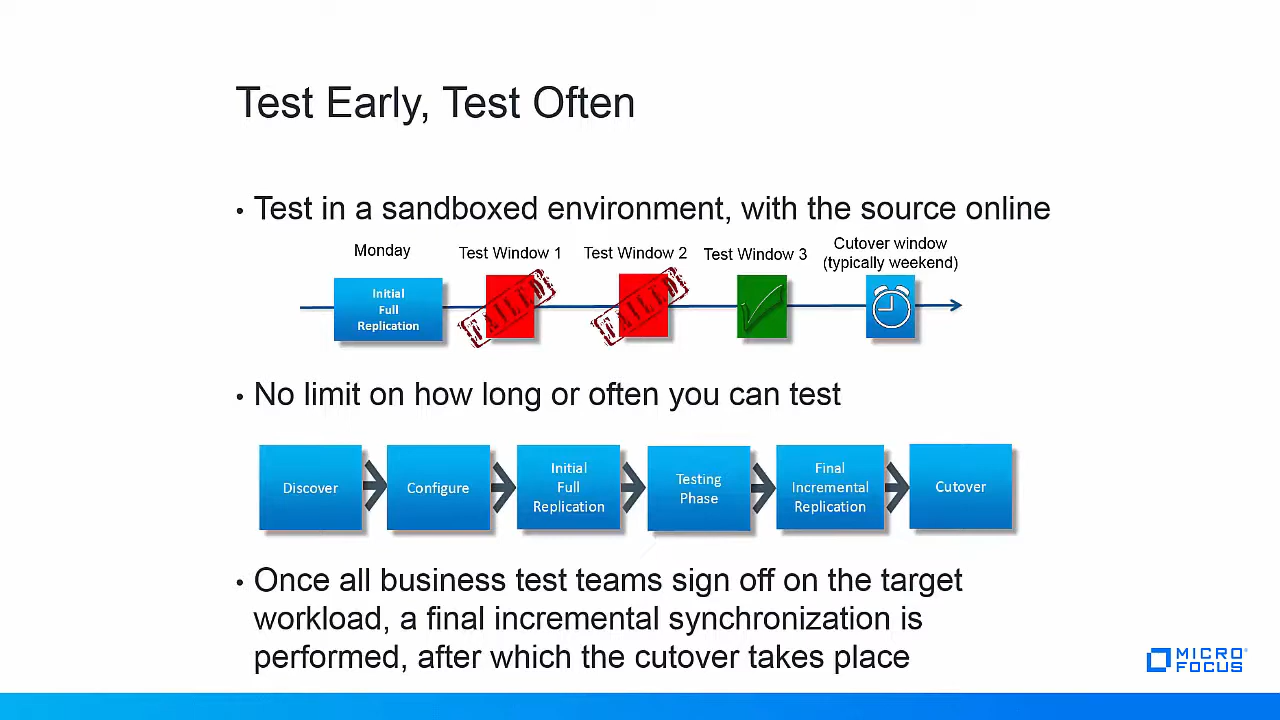 Test Early, Test Often
• Test in a sandboxed environment, with the source online
Monday
Test Window 1
Test Window 2
Test Window 3
Cutover window
(typically weekend)
Initial
Full
Replication
FAILED
FAILED
• No limit on how long or often you can test
Discover
Configure
Initial
Full
Replication
Testing
Phase
Final
Incremental
Replication
Cutover
• Once all business test teams sign off on the target
workload, a final incremental synchronization is
performed, after which the cutover takes place
MICRO
FOCUS